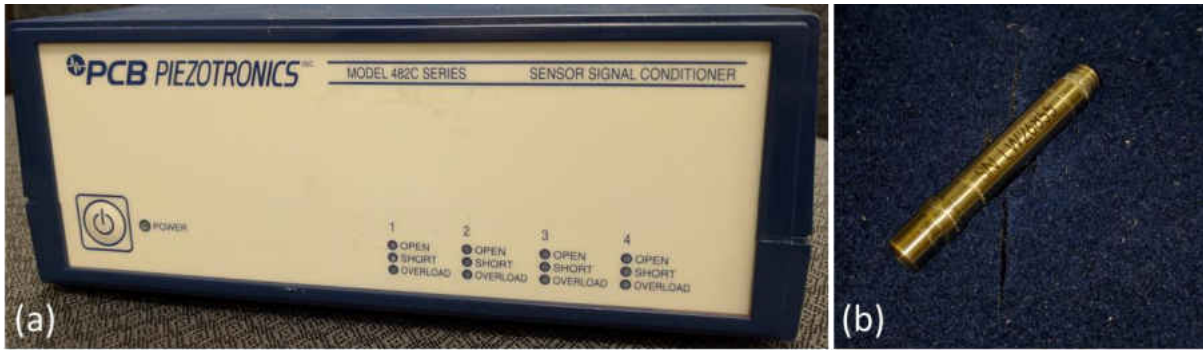 PCB PIEZOTRONICS INC.
MODEL 482C SERIES
SENSOR SIGNAL CONDITIONER
POWER
1
OPEN
SHORT
OVERLOAD
2
OPEN
SHORT
OVERLOAD
3
OPEN
SHORT
OVERLOAD
4
OPEN
SHORT
OVERLOAD
(a)
SN
(b)